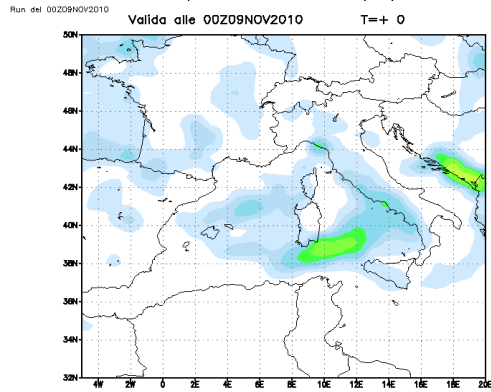 Run del 00Z09NOV2010
Valida alle 00Z09NOV2010 T=+ 0
50N
48N
46N
44N
42N
40N
38N
36N
34N
32N
4W 2W 0 2E 4E 6E 8E 10E 12E 14E 16E 18E 20E